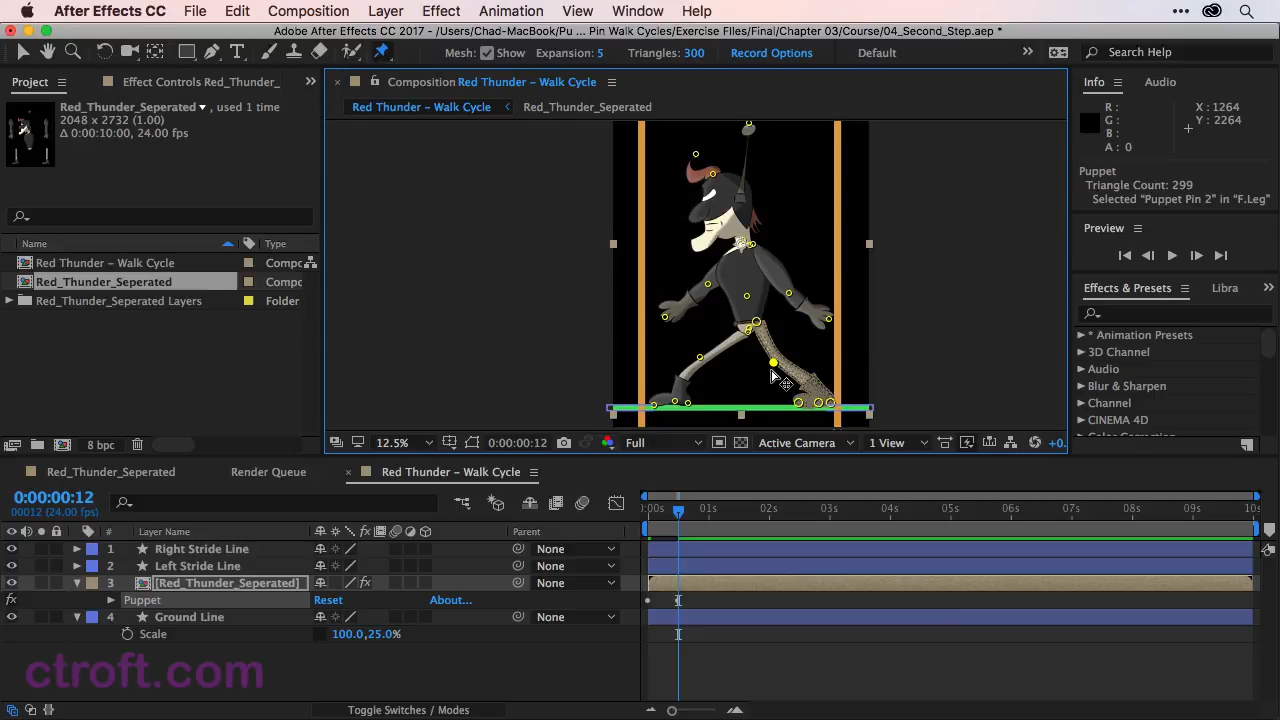 After Effects CC File Edit Composition Layer Effect Animation View Window Help
Adobe After Effects CC 2017 - /Users/Chad-MacBook/Pu ... Pin Walk Cycles/Exercise Files/Final/Chapter 03/Course/04_Second_Step.aep *
Mesh: Show Expansion: 5 Triangles: 300 Record Options Default Search Help
Project Effect Controls Red_Thunder_ Composition Red Thunder – Walk Cycle Info Audio
Red Thunder – Walk Cycle Red_Thunder_Seperated
Red_Thunder_Seperated , used 1 time
2048 x 2732 (1.00)
Δ 0:00:10:00, 24.00 fps
R: X: 1264
G: Y: 2264
B:
A: 0
Puppet
Triangle Count: 299
Selected “Puppet Pin 2” in “F.Leg”
Preview
Name Type
Red Thunder – Walk Cycle Compo
Red_Thunder_Seperated Compo
Red_Thunder_Seperated Layers Folder
Effects & Presets Libra
* Animation Presets
3D Channel
Audio
Blur & Sharpen
Channel
CINEMA 4D
Color Correction
8 bpc
12.5% 0:00:00:12 Full Active Camera 1 View +0.
Red_Thunder_Seperated Render Queue Red Thunder – Walk Cycle
0:00:00:12
00012 (24.00 fps)
:00s 01s 02s 03s 04s 05s 06s 07s 08s 09s 10s
# Layer Name fx Parent
1 Right Stride Line None
2 Left Stride Line None
3 [Red_Thunder_Seperated] fx None
fx Puppet Reset About...
4 Ground Line None
Scale 100.0,25.0%
ctroft.com
Toggle Switches / Modes